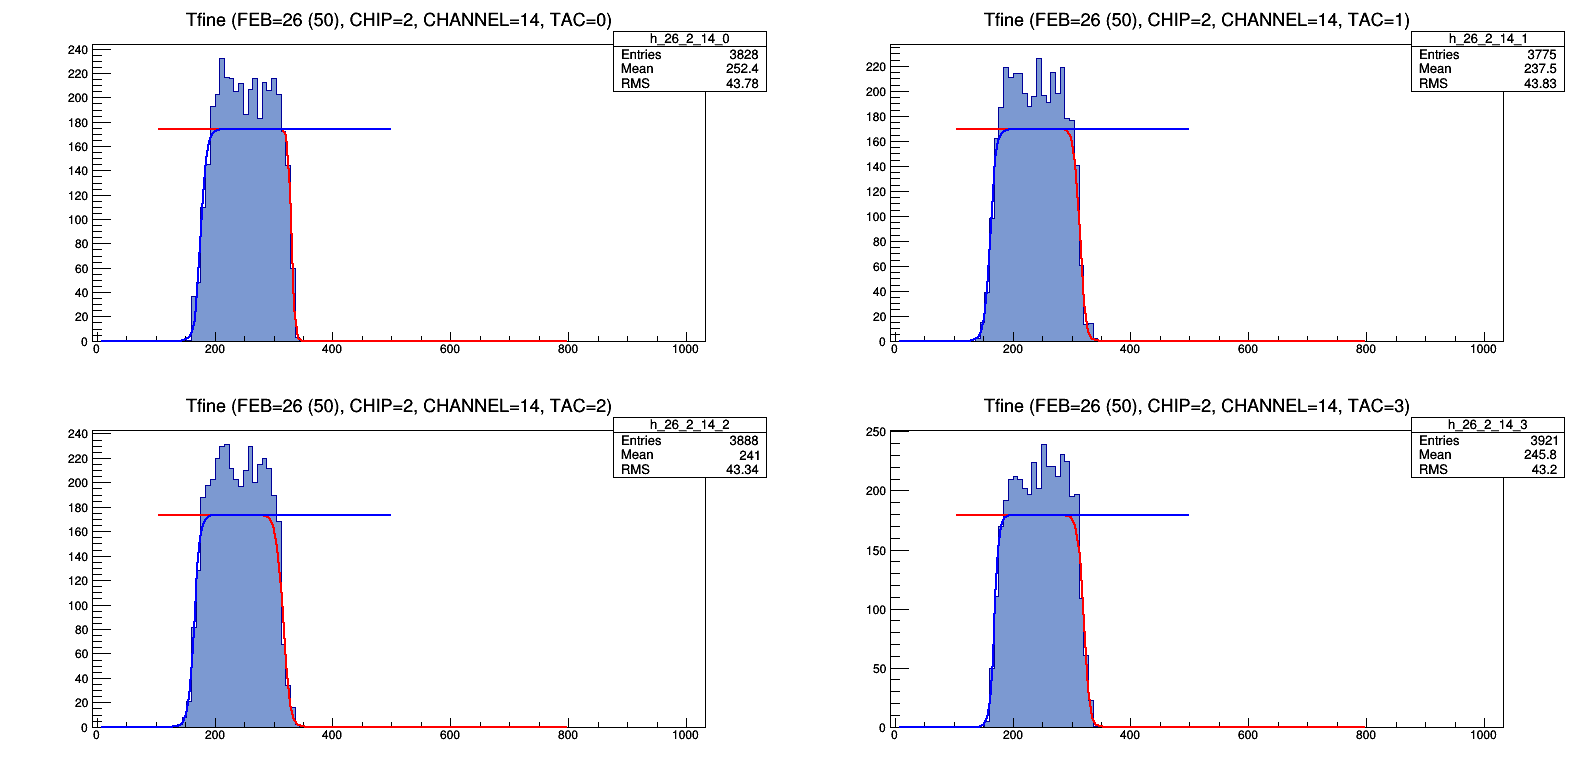 Tfine (FEB=26 (50), CHIP=2, CHANNEL=14, TAC=0)
h_26_2_14_0
Entries 3828
Mean 252.4
RMS 43.78
240
220
200
180
160
140
120
100
80
60
40
20
0
0 200 400 600 800 1000
Tfine (FEB=26 (50), CHIP=2, CHANNEL=14, TAC=1)
h_26_2_14_1
Entries 3775
Mean 237.5
RMS 43.83
220
200
180
160
140
120
100
80
60
40
20
0
0 200 400 600 800 1000
Tfine (FEB=26 (50), CHIP=2, CHANNEL=14, TAC=2)
h_26_2_14_2
Entries 3888
Mean 241
RMS 43.34
240
220
200
180
160
140
120
100
80
60
40
20
0
0 200 400 600 800 1000
Tfine (FEB=26 (50), CHIP=2, CHANNEL=14, TAC=3)
h_26_2_14_3
Entries 3921
Mean 245.8
RMS 43.2
250
200
150
100
50
0
0 200 400 600 800 1000